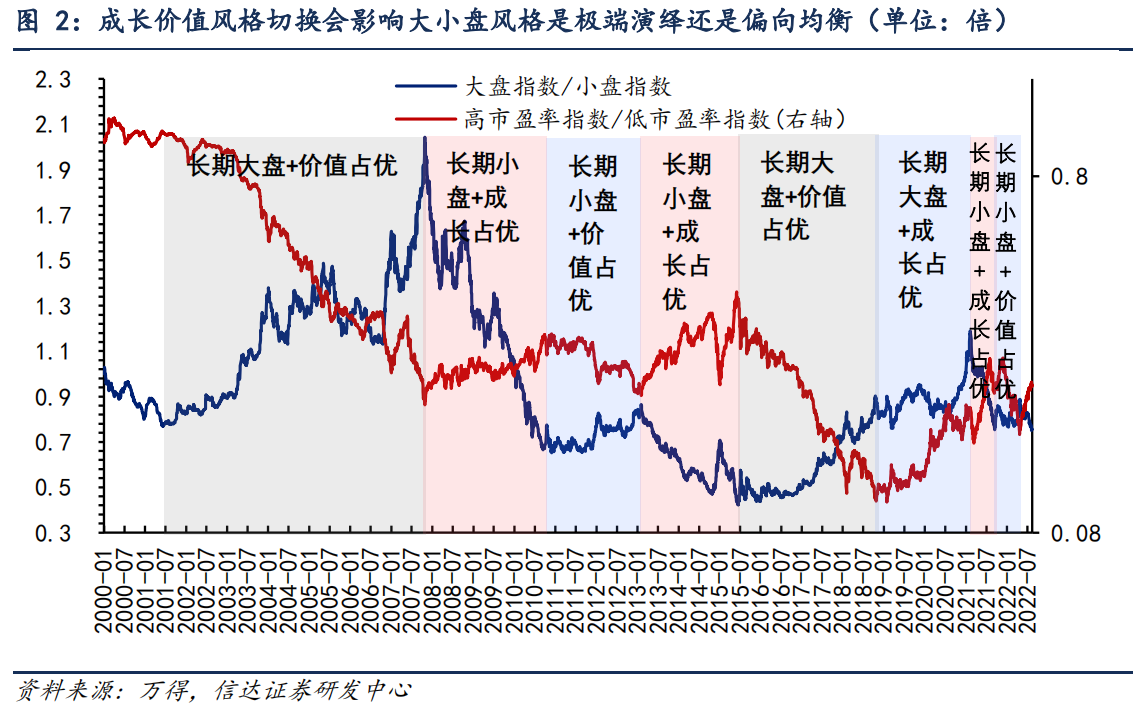 图 2：成长价值风格切换会影响大小盘风格是极端演绎还是偏向均衡（单位：倍）
大盘指数/小盘指数
高市盈率指数/低市盈率指数(右轴)
2.3
2.1
1.9
1.7
1.5
1.3
1.1
0.9
0.7
0.5
0.3
0.8
0.08
长期大盘+价值占优
长期小
盘+成
长占优
长期
小盘
+价
值占
优
长期
小盘
+成
长占
优
长期大
盘+价值
占优
长期
大盘
+成
长占
优
长期小盘+成长占优
长期小盘+价值占优
2000-01
2000-07
2001-01
2001-07
2002-01
2002-07
2003-01
2003-07
2004-01
2004-07
2005-01
2005-07
2006-01
2006-07
2007-01
2007-07
2008-01
2008-07
2009-01
2009-07
2010-01
2010-07
2011-01
2011-07
2012-01
2012-07
2013-01
2013-07
2014-01
2014-07
2015-01
2015-07
2016-01
2016-07
2017-01
2017-07
2018-01
2018-07
2019-01
2019-07
2020-01
2020-07
2021-01
2021-07
2022-01
2022-07
资料来源：万得，信达证券研发中心